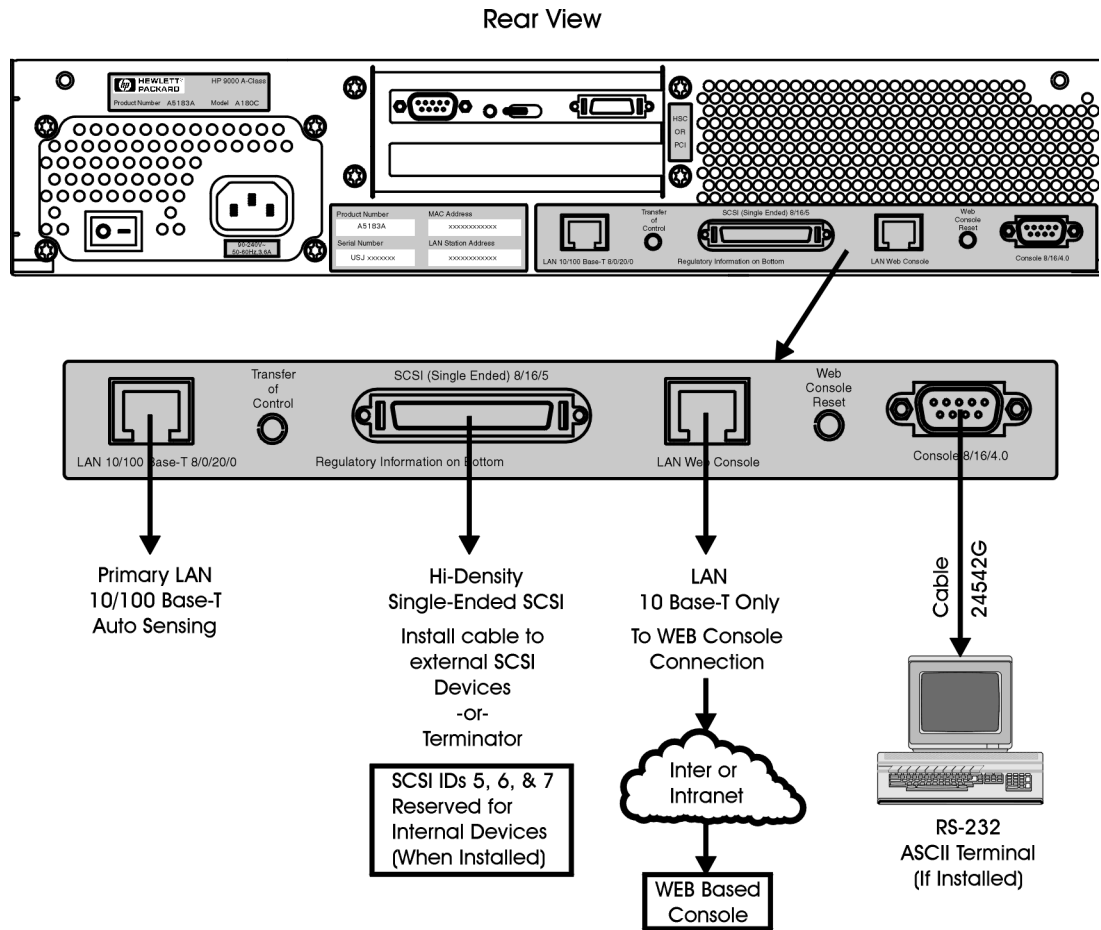 Rear View
hp HEWLETT PACKARD
HP 9000 A-Class
Product Number A5183A Model A180C
HSC
OR
PCI
90-240V~
50-60Hz,3.6A
Product Number
A5183A
MAC Address
xxxxxxxxxxxx
Serial Number
USJ xxxxxxx
LAN Station Address
xxxxxxxxxxxx
LAN 10/100 Base-T 8/0/20/0
Transfer
of
Control
SCSI (Single Ended) 8/16/5
Regulatory Information on Bottom
LAN Web Console
Web
Console
Reset
Console 8/16/4.0
Transfer
of
Control
SCSI (Single Ended) 8/16/5
Web
Console
Reset
LAN 10/100 Base-T 8/0/20/0
Regulatory Information on Bottom
LAN Web Console
Console 8/16/4.0
Primary LAN
10/100 Base-T
Auto Sensing
Hi-Density
Single-Ended SCSI
Install cable to
external SCSI
Devices
-or-
Terminator
SCSI IDs 5, 6, & 7
Reserved for
Internal Devices
(When Installed)
LAN
10 Base-T Only
To WEB Console
Connection
Inter or
Intranet
WEB Based
Console
Cable
24542G
RS-232
ASCII Terminal
(If Installed)